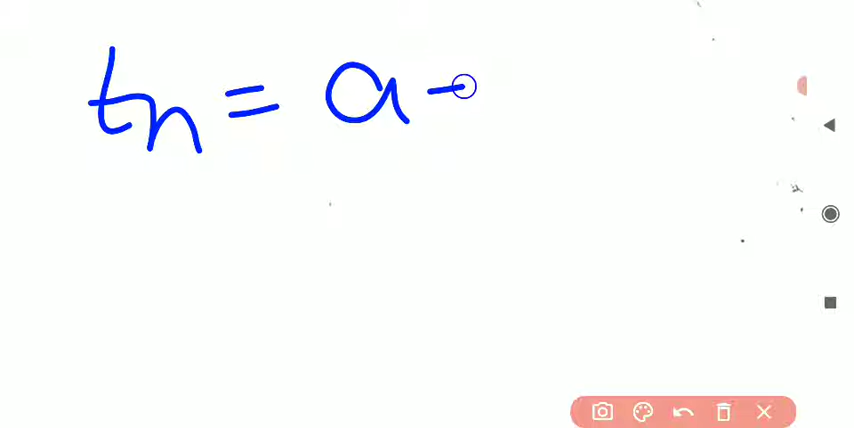 tn = a -